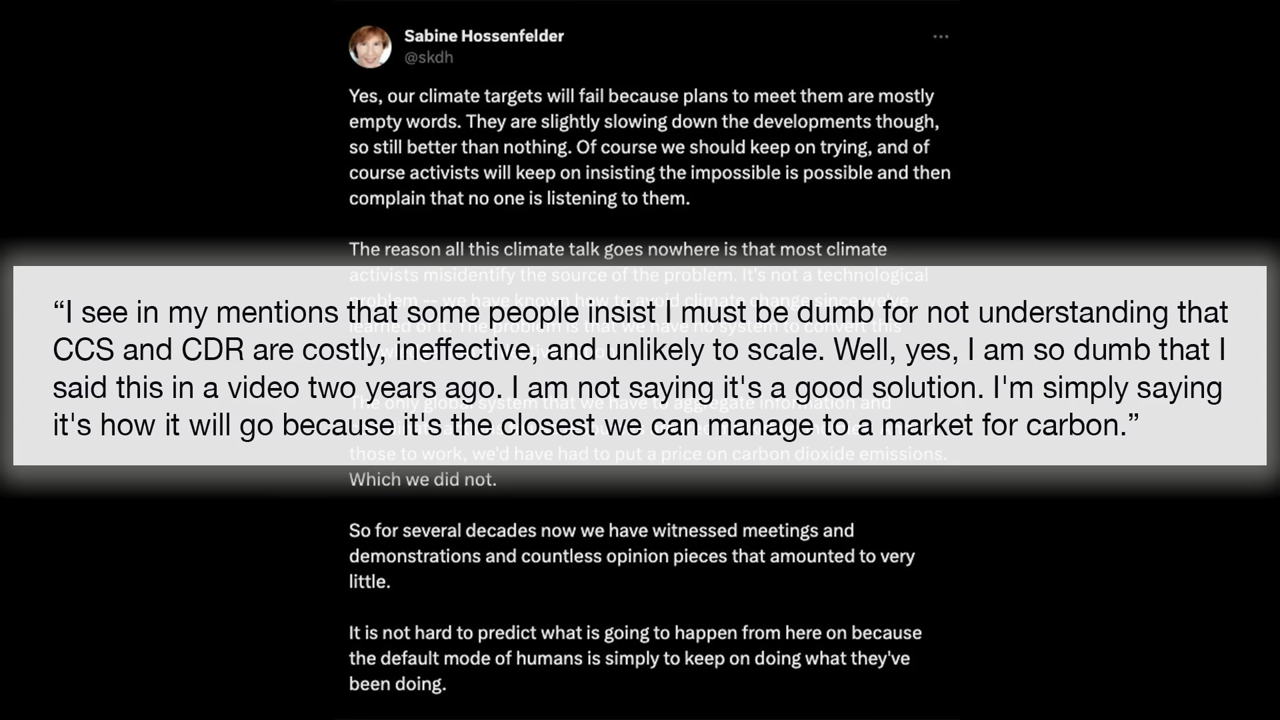 Sabine Hossenfelder
@skdh
Yes, our climate targets will fail because plans to meet them are mostly
empty words. They are slightly slowing down the developments though,
so still better than nothing. Of course we should keep on trying, and of
course activists will keep on insisting the impossible is possible and then
complain that no one is listening to them.
The reason all this climate talk goes nowhere is that most climate
activists misidentify the source of the problem. It's not a technological
“I see in my mentions that some people insist I must be dumb for not understanding that
CCS and CDR are costly, ineffective, and unlikely to scale. Well, yes, I am so dumb that I
said this in a video two years ago. I am not saying it's a good solution. I'm simply saying
it's how it will go because it's the closest we can manage to a market for carbon.”
those to work, we'd have had to put a price on carbon dioxide emissions.
Which we did not.
So for several decades now we have witnessed meetings and
demonstrations and countless opinion pieces that amounted to very
little.
It is not hard to predict what is going to happen from here on because
the default mode of humans is simply to keep on doing what they've
been doing.